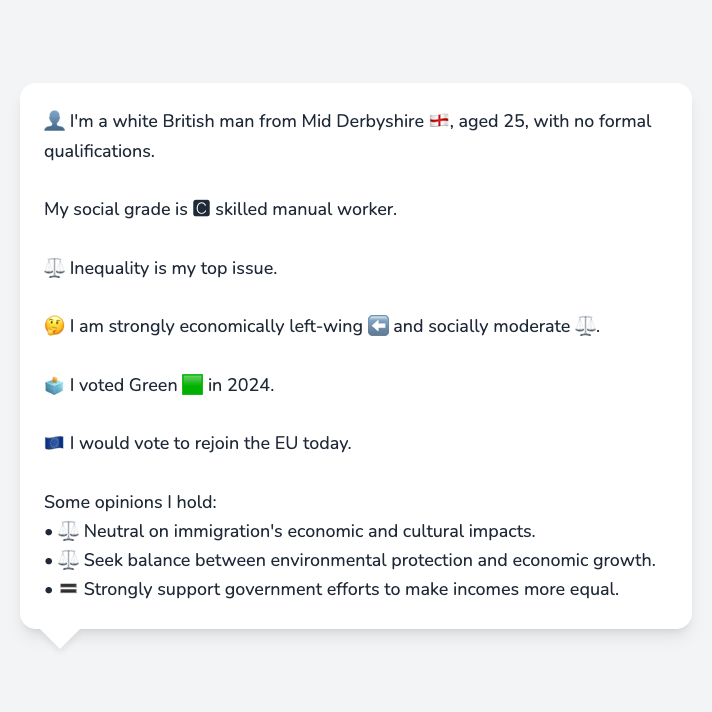 👤 I'm a white British man from Mid Derbyshire 🏴󠁧󠁢󠁥󠁮󠁧󠁿, aged 25, with no formal
qualifications.
My social grade is 🅲 skilled manual worker.
⚖️ Inequality is my top issue.
🤔 I am strongly economically left-wing ⬅️ and socially moderate ⚖️.
🗳️ I voted Green 🟩 in 2024.
🇪🇺 I would vote to rejoin the EU today.
Some opinions I hold:
• ⚖️ Neutral on immigration's economic and cultural impacts.
• ⚖️ Seek balance between environmental protection and economic growth.
• 🟰 Strongly support government efforts to make incomes more equal.